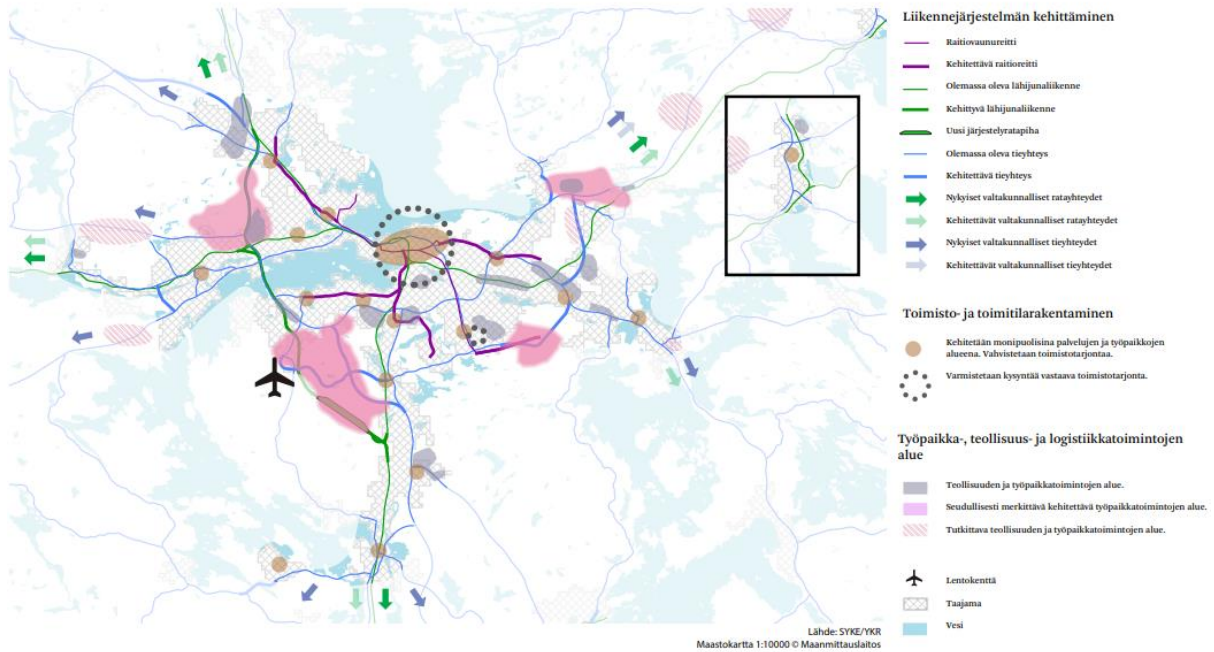 Liikennejärjestelmän kehittäminen
Raitiovaunureitti
Kehitettävä raitioreitti
Olemassa oleva lähijunaliikenne
Kehittyvä lähijunaliikenne
Uusi järjestelyratapiha
Olemassa oleva tieyhteys
Kehitettävä tieyhteys
Nykyiset valtakunnalliset ratayhteydet
Kehitettävät valtakunnalliset ratayhteydet
Nykyiset valtakunnalliset tieyhteydet
Kehitettävät valtakunnalliset tieyhteydet
Toimisto- ja toimitilarakentaminen
Kehitetään monipuolisina palvelujen ja työpaikkojen
alueena. Vahvistetaan toimistotarjontaa.
Varmistetaan kysyntää vastaava toimistotarjonta.
Työpaikka-, teollisuus- ja logistiikkatoimintojen
alue
Teollisuuden ja työpaikkatoimintojen alue.
Seudullisesti merkittävä kehitettävä työpaikkatoimintojen alue.
Tutkittava teollisuuden ja työpaikkatoimintojen alue.
Lentokenttä
Taajama
Vesi
Lähde: SYKE/YKR
Maastokartta 1:10000 © Maanmittauslaitos